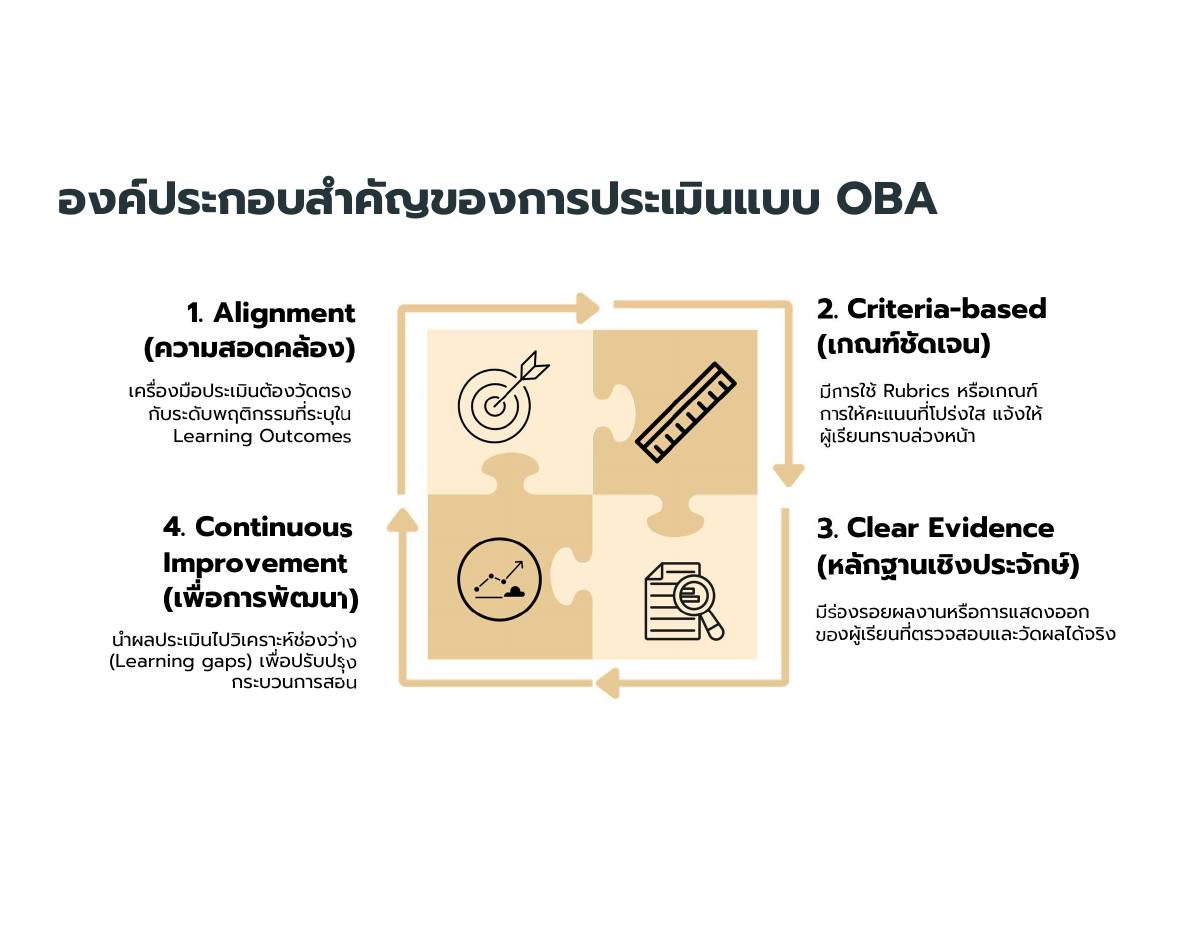 องค์ประกอบสำคัญของการประเมินแบบ OBA
1. Alignment
(ความสอดคล้อง)
เครื่องมือประเมินต้องวัดตรง
กับระดับพฤติกรรมที่ระบุใน
Learning Outcomes
2. Criteria-based
(เกณฑ์ชัดเจน)
มีการใช้ Rubrics หรือเกณฑ์
การให้คะแนนที่โปร่งใส แจ้งให้
ผู้เรียนทราบล่วงหน้า
3. Clear Evidence
(หลักฐานเชิงประจักษ์)
มีร่องรอยผลงานหรือการแสดงออก
ของผู้เรียนที่ตรวจสอบและวัดผลได้จริง
4. Continuous
Improvement
(เพื่อการพัฒนา)
นำผลประเมินไปวิเคราะห์ช่องว่าง
(Learning gaps) เพื่อปรับปรุง
กระบวนการสอน